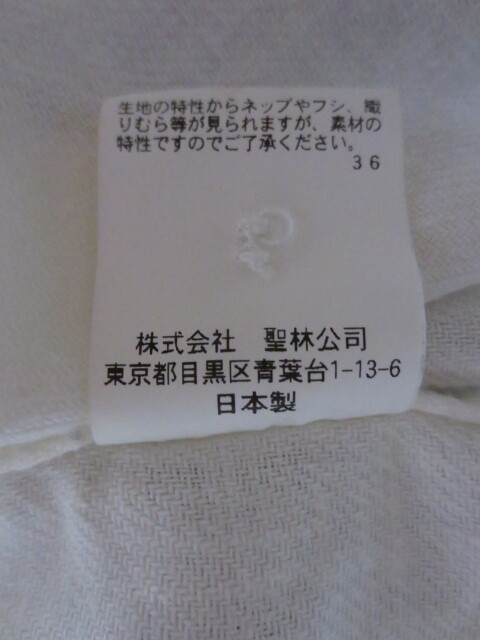 生地の特性からネップやフシ、織
りむら等が見られますが、素材の
特性ですのでご了承ください。
36
株式会社　聖林公司
東京都目黒区青葉台1-13-6
日本製